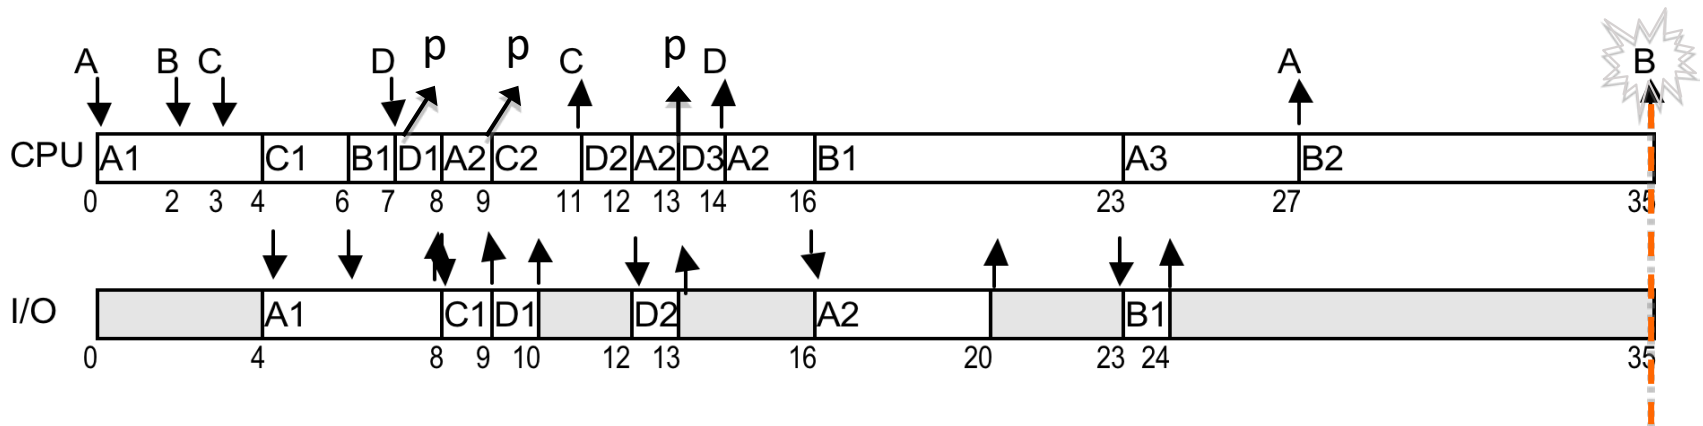 A B C D p p C p D A B
CPU A1 C1 B1 D1 A2 C2 D2 A2 D3 A2 B1 A3 B2
0 2 3 4 6 7 8 9 11 12 13 14 16 23 27 35
I/O A1 C1 D1 D2 A2 B1
0 4 8 9 10 12 13 16 20 23 24 35